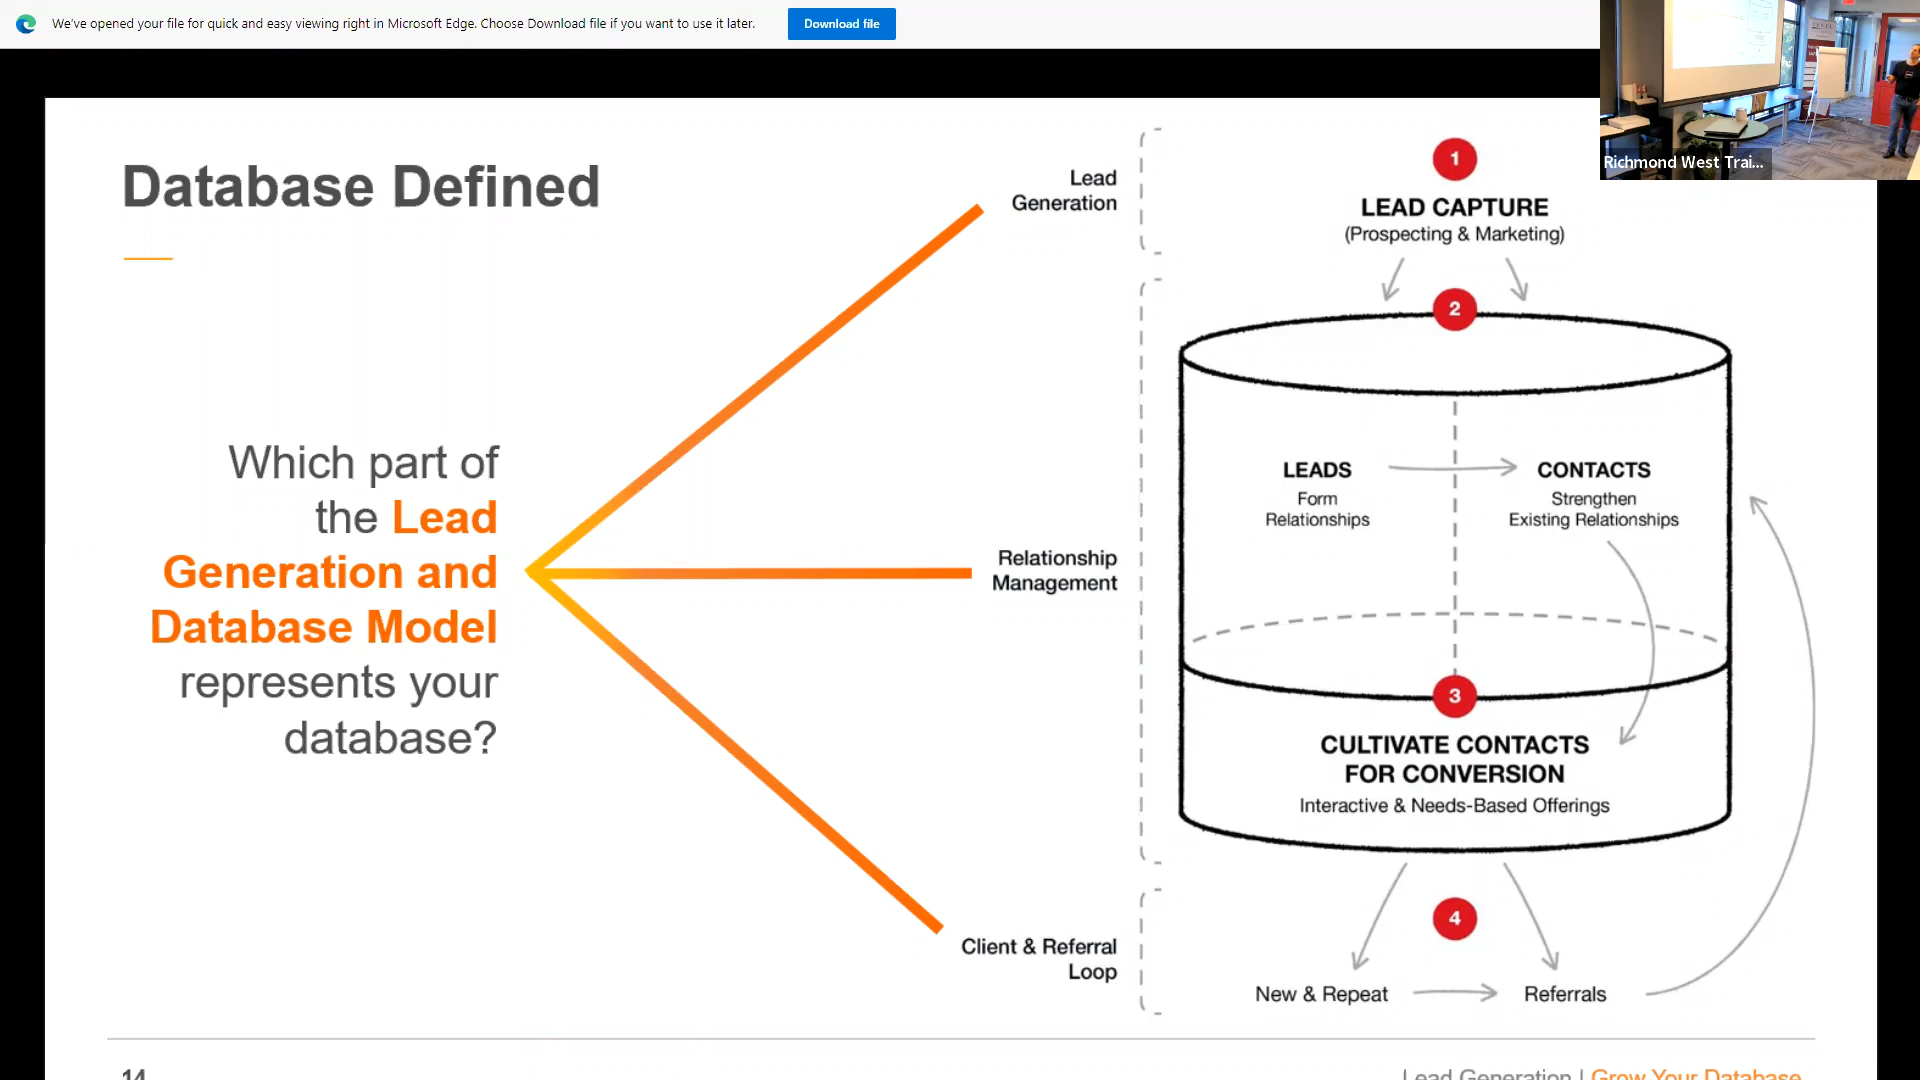 We've opened your file for quick and easy viewing right in Microsoft Edge. Choose Download file if you want to use it later.
Download file
Richmond West Trai...
Database Defined
Which part of
the Lead
Generation and
Database Model
represents your
database?
Lead
Generation
Relationship
Management
Client & Referral
Loop
1
LEAD CAPTURE
(Prospecting & Marketing)
2
LEADS
Form
Relationships
CONTACTS
Strengthen
Existing Relationships
3
CULTIVATE CONTACTS
FOR CONVERSION
Interactive & Needs-Based Offerings
4
New & Repeat
Referrals
14
Lead Generation | Grow Your Database